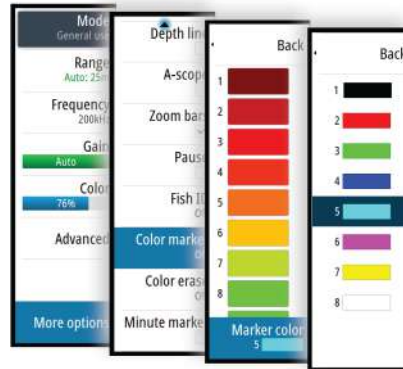 Mode
General use
Range
Auto: 25m
Frequency
200kHz
Gain
Auto
Color
76%
Advanced
More options
Depth line
A-scope
Zoom bar
Pause
Fish ID
Color marker
Color erase
Minute marker
Back
1
2
3
4
5
6
7
8
Marker color
5
Back
1
2
3
4
5
6
7
8